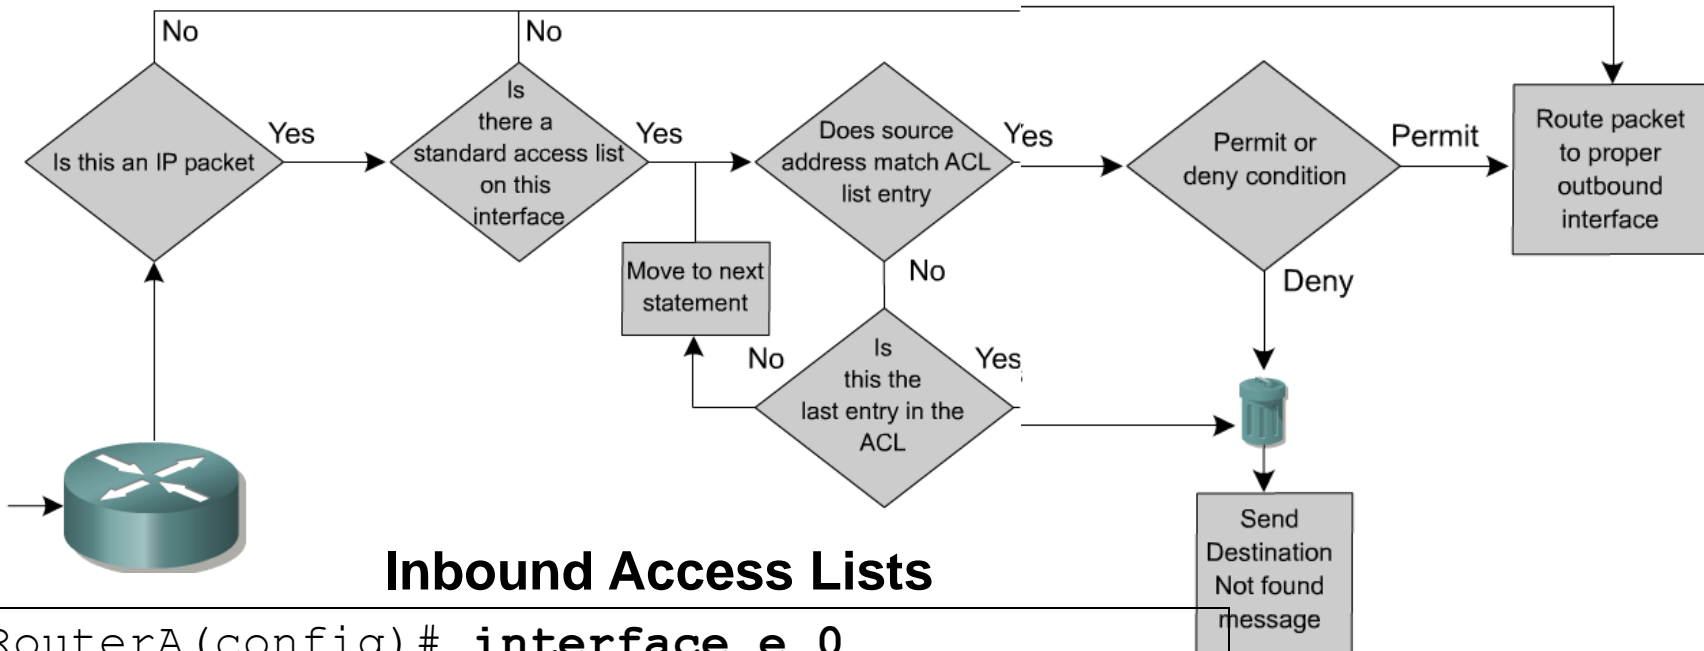 No
No
Is this an IP packet
Yes
Is
there a
standard access list
on this
interface
Yes
Does source
address match ACL
list entry
Yes
Permit or
deny condition
Permit
Route packet
to proper
outbound
interface
Move to next
statement
No
Deny
No
Is
this the
last entry in the
ACL
Yes
Send
Destination
Not found
message
Inbound Access Lists
RouterA(config)# interface e 0